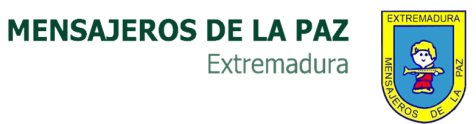 MENSAJEROS DE LA PAZ
Extremadura
EXTREMADURA
MENSAJEROS DE LA PAZ